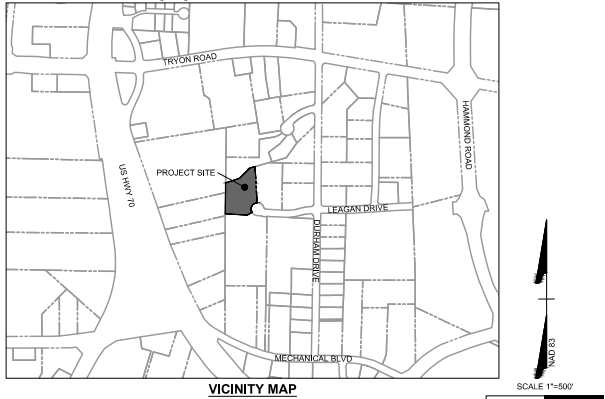 TRYON ROAD
HAMMOND ROAD
PROJECT SITE
US HWY 70
LEAGAN DRIVE
DURHAM DRIVE
MECHANICAL BLVD
NAD 83
VICINITY MAP
SCALE 1"=500'